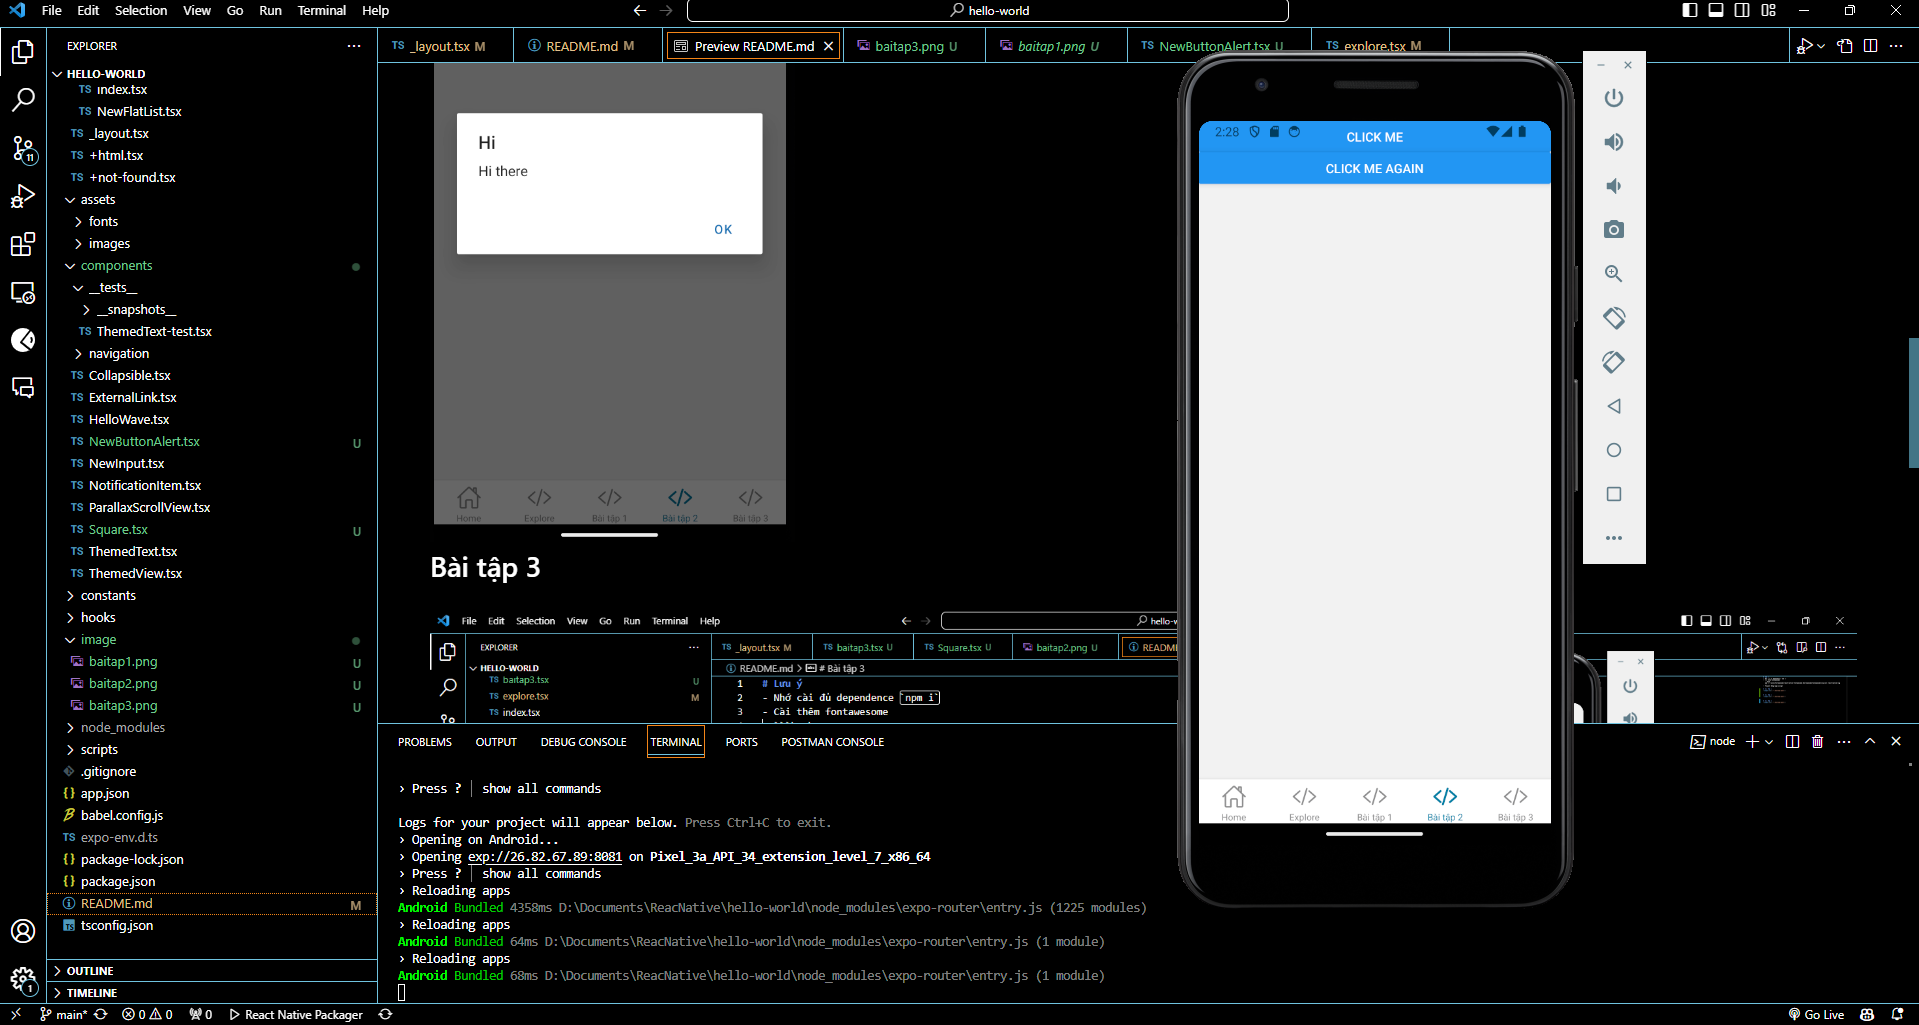 File Edit Selection View Go Run Terminal Help
hello-world
EXPLORER
HELLO-WORLD
TS index.tsx
TS NewFlatList.tsx
TS _layout.tsx
TS +html.tsx
TS +not-found.tsx
assets
fonts
images
components
__tests__
__snapshots__
TS ThemedText-test.tsx
navigation
TS Collapsible.tsx
TS ExternalLink.tsx
TS HelloWave.tsx
TS NewButtonAlert.tsx U
TS NewInput.tsx
TS NotificationItem.tsx
TS ParallaxScrollView.tsx
TS Square.tsx U
TS ThemedText.tsx
TS ThemedView.tsx
constants
hooks
image
baitap1.png U
baitap2.png U
baitap3.png U
node_modules
scripts
.gitignore
{} app.json
babel.config.js
TS expo-env.d.ts
{} package-lock.json
{} package.json
README.md M
tsconfig.json
OUTLINE
TIMELINE
11
1
TS _layout.tsx M
README.md M
Preview README.md
baitap3.png U
baitap1.png U
TS NewButtonAlert.tsx U
TS explore.tsx M
Hi
Hi there
OK
Home Explore Bài tập 1 Bài tập 2 Bài tập 3
Bài tập 3
File Edit Selection View Go Run Terminal Help
hello-w
EXPLORER
HELLO-WORLD
TS baitap3.tsx U
TS explore.tsx M
TS index.tsx
TS _layout.tsx M
TS baitap3.tsx U
TS Square.tsx U
baitap2.png U
README
README.md > # Bài tập 3
1 # Lưu ý
2 - Nhớ cài đủ dependence `npm i`
3 - Cài thêm fontawesome
2:28
CLICK ME
CLICK ME AGAIN
Home Explore Bài tập 1 Bài tập 2 Bài tập 3
PROBLEMS OUTPUT DEBUG CONSOLE TERMINAL PORTS POSTMAN CONSOLE
node
› Press ? │ show all commands
Logs for your project will appear below. Press Ctrl+C to exit.
› Opening on Android...
› Opening exp://26.82.67.89:8081 on Pixel_3a_API_34_extension_level_7_x86_64
› Press ? │ show all commands
› Reloading apps
Android Bundled 4358ms D:\Documents\ReacNative\hello-world\node_modules\expo-router\entry.js (1225 modules)
› Reloading apps
Android Bundled 64ms D:\Documents\ReacNative\hello-world\node_modules\expo-router\entry.js (1 module)
› Reloading apps
Android Bundled 68ms D:\Documents\ReacNative\hello-world\node_modules\expo-router\entry.js (1 module)
main* 0 0 0 React Native Packager
Go Live